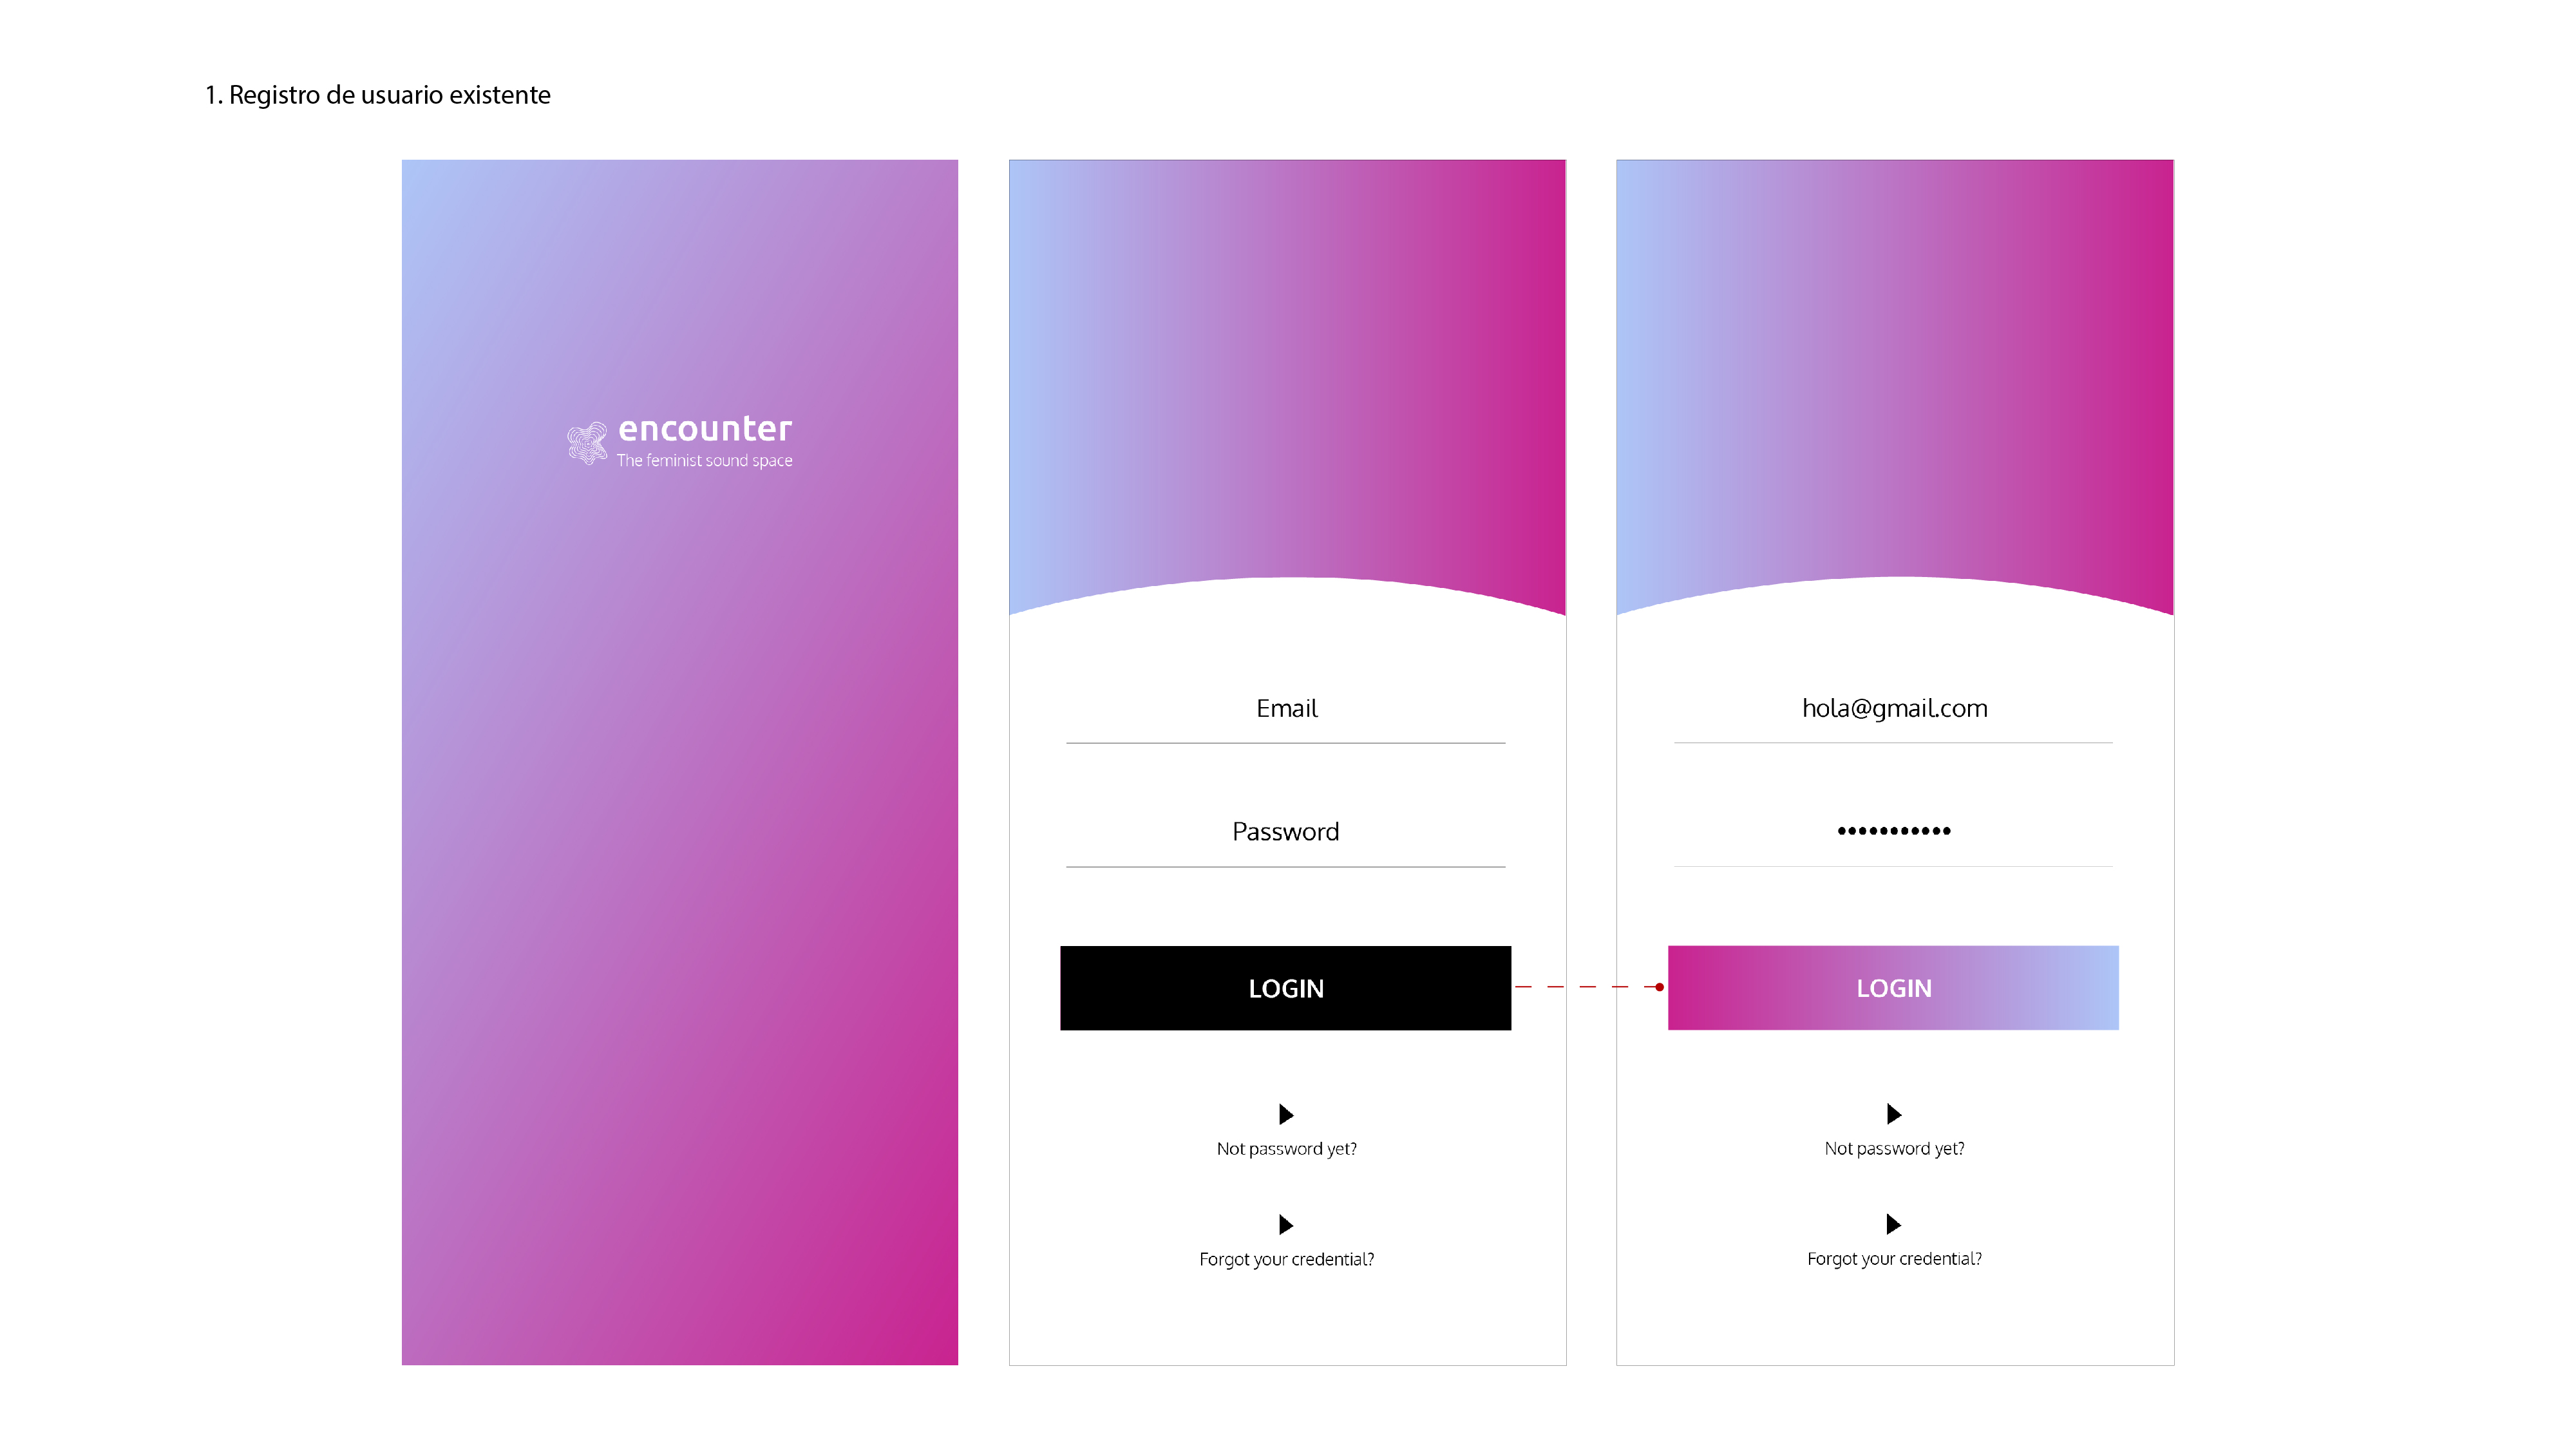 1. Registro de usuario existente
encounter
The feminist sound space
Email
Password
LOGIN
Not password yet?
Forgot your credential?
hola@gmail.com
•••••••••••
LOGIN
Not password yet?
Forgot your credential?